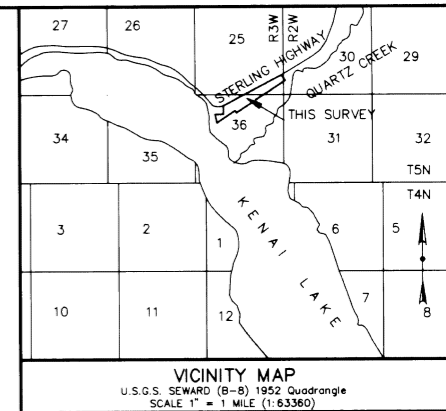 27 26 25 R3W R2W 30 29
STERLING HIGHWAY
QUARTZ CREEK
THIS SURVEY
34 35 36 31 32
T5N
T4N
3 2 1 6 5
KENAI LAKE
10 11 12 7 8
VICINITY MAP
U.S.G.S. SEWARD (B-8) 1952 Quadrangle
SCALE 1" = 1 MILE (1:63360)